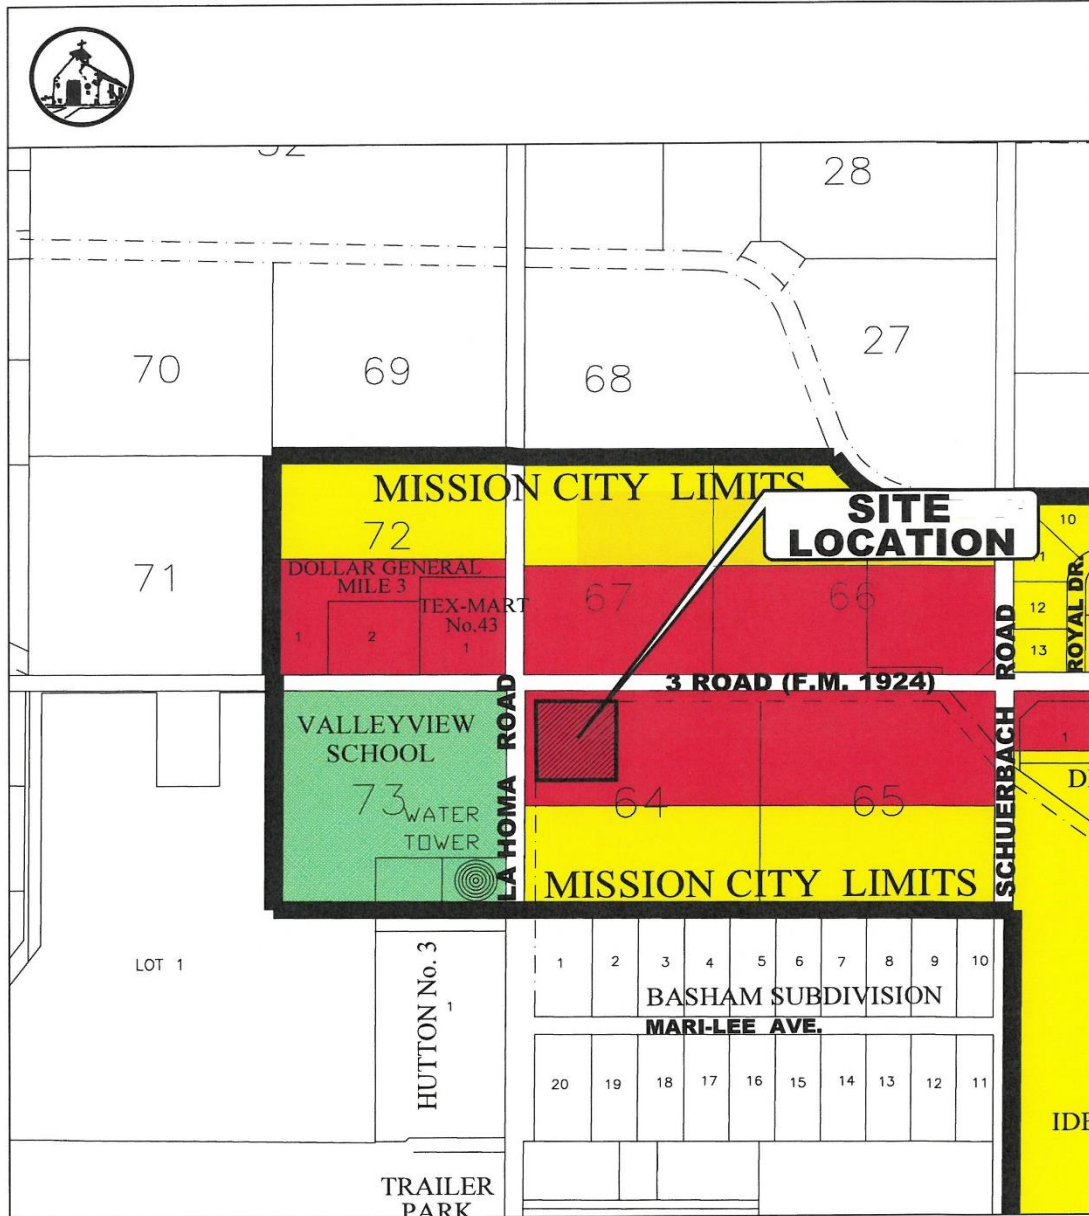 28
27
70
69
68
MISSION CITY LIMITS
SITE
LOCATION
72
71
DOLLAR GENERAL
MILE 3
TEX-MART
No.43
1
2
1
67
66
10
12
13
ROYAL DR.
3 ROAD (F.M. 1924)
LA HOMA ROAD
SCHUERBACH ROAD
VALLEYVIEW
SCHOOL
73
WATER
TOWER
64
65
1
MISSION CITY LIMITS
LOT 1
HUTTON No. 3
1
1 2 3 4 5 6 7 8 9 10
BASHAM SUBDIVISION
MARI-LEE AVE.
20 19 18 17 16 15 14 13 12 11
TRAILER
PARK